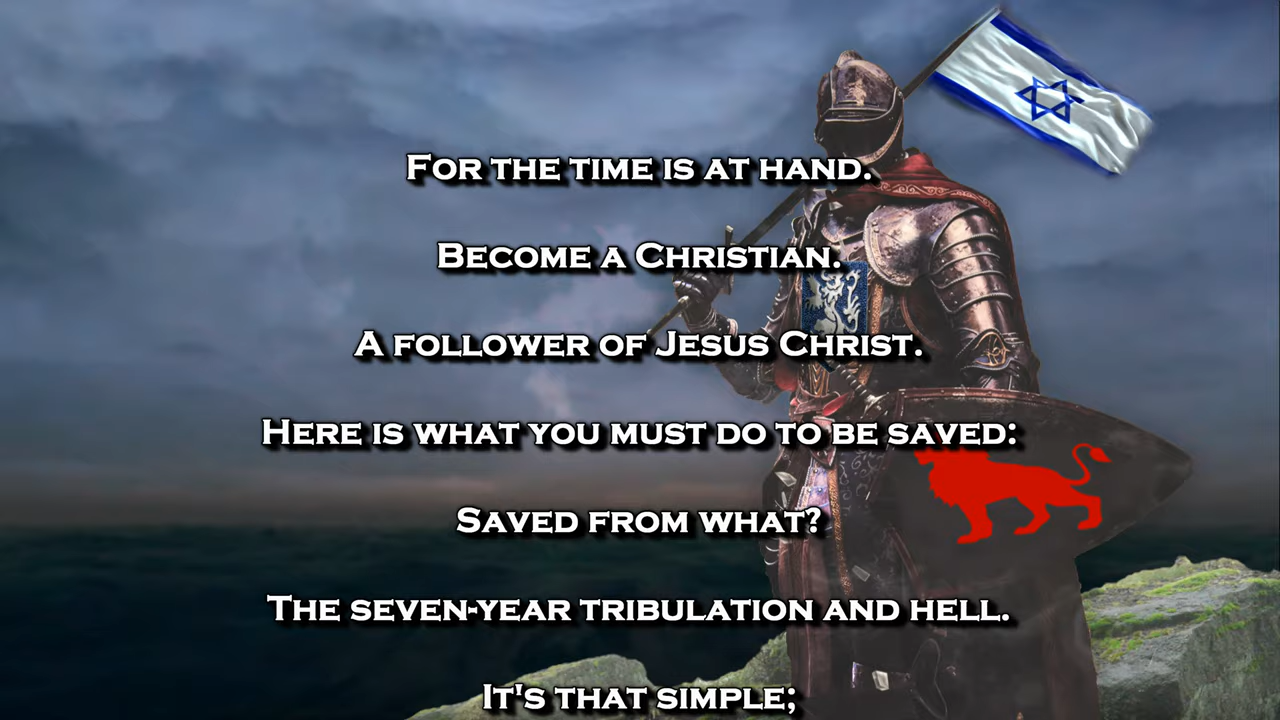 For the time is at hand.
Become a Christian.
A follower of Jesus Christ.
Here is what you must do to be saved:
Saved from what?
The seven-year tribulation and hell.
It's that simple;